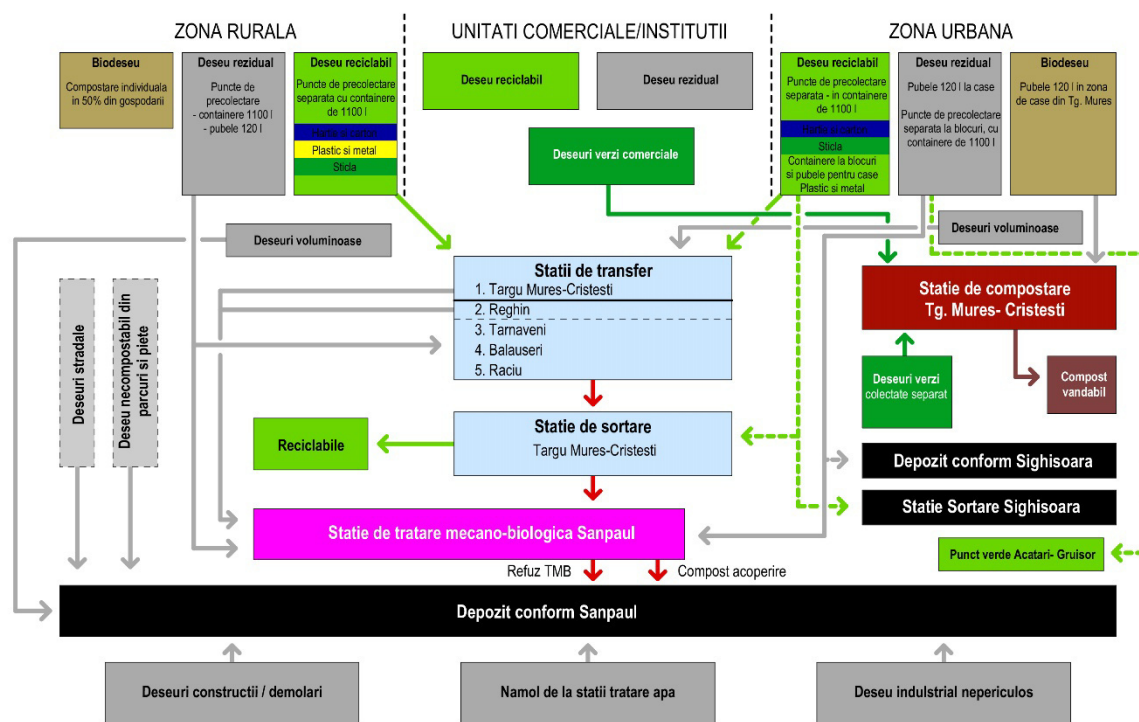 ZONA RURALA
UNITATI COMERCIALE/INSTITUTII
ZONA URBANA
Biodeseu
Compostare individuala
in 50% din gospodarii
Deseu rezidual
Puncte de
precolectare
- containere 1100 l
- pubele 120 l
Deseu reciclabil
Puncte de precolectare
separata cu containere
de 1100 l
Hartie si carton
Plastic si metal
Sticla
Deseu reciclabil
Deseu rezidual
Deseuri verzi comerciale
Deseu reciclabil
Puncte de precolectare
separata - in containere
de 1100 l
Hartie si carton
Sticla
Containere la blocuri
si pubele pentru case
Plastic si metal
Deseu rezidual
Pubele 120 l la case
Puncte de precolectare
separata la blocuri, cu
containere de 1100 l
Biodeseu
Pubele 120 l in zona
de case din Tg. Mures
Deseuri voluminoase
Deseuri voluminoase
Deseuri stradale
Deseu necompostabil din
parcuri si piete
Statii de transfer
1. Targu Mures-Cristesti
2. Reghin
3. Tarnaveni
4. Balauseri
5. Raciu
Statie de compostare
Tg. Mures- Cristesti
Deseuri verzi
colectate separat
Compost
vandabil
Reciclabile
Statie de sortare
Targu Mures-Cristesti
Depozit conform Sighisoara
Statie Sortare Sighisoara
Statie de tratare mecano-biologica Sanpaul
Punct verde Acatari- Gruisor
Refuz TMB
Compost acoperire
Depozit conform Sanpaul
Deseuri constructii / demolari
Namol de la statii tratare apa
Deseu indulstrial nepericulos